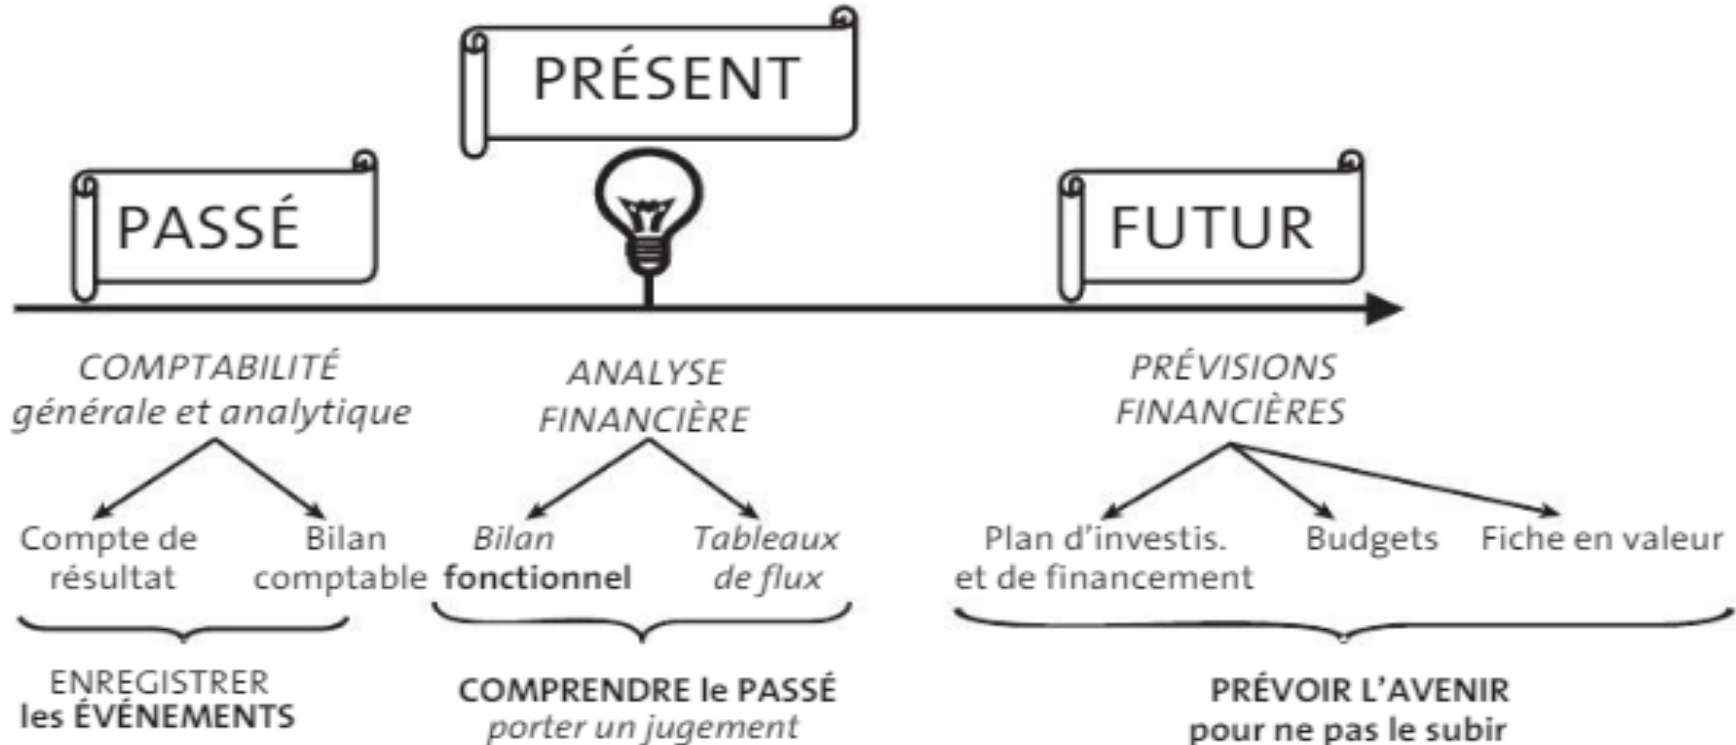 PRÉSENT
PASSÉ
FUTUR
COMPTABILITÉ
générale et analytique
ANALYSE
FINANCIÈRE
PRÉVISIONS
FINANCIÈRES
Compte de
résultat
Bilan
comptable
Bilan
fonctionnel
Tableaux
de flux
Plan d'investis.
et de financement
Budgets
Fiche en valeur
ENREGISTRER
les ÉVÉNEMENTS
COMPRENDRE le PASSÉ
porter un jugement
PRÉVOIR L'AVENIR
pour ne pas le subir